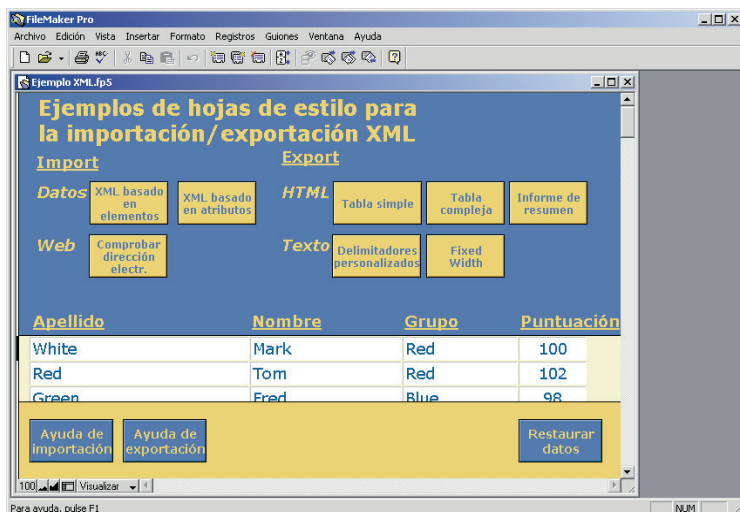 FileMaker Pro
Archivo Edición Vista Insertar Formato Registros Guiones Ventana Ayuda
Ejemplo XML.fp5
Ejemplos de hojas de estilo para
la importación/exportación XML
Import
Export
Datos
XML basado
en
elementos
XML basado
en atributos
HTML
Tabla simple
Tabla
compleja
Informe de
resumen
Web
Comprobar
dirección
electr.
Texto
Delimitadores
personalizados
Fixed
Width
Apellido Nombre Grupo Puntuación
White Mark Red 100
Red Tom Red 102
Green Fred Blue 98
Ayuda de
importación
Ayuda de
exportación
Restaurar
datos
100 Visualizar
Para ayuda, pulse F1
NUM